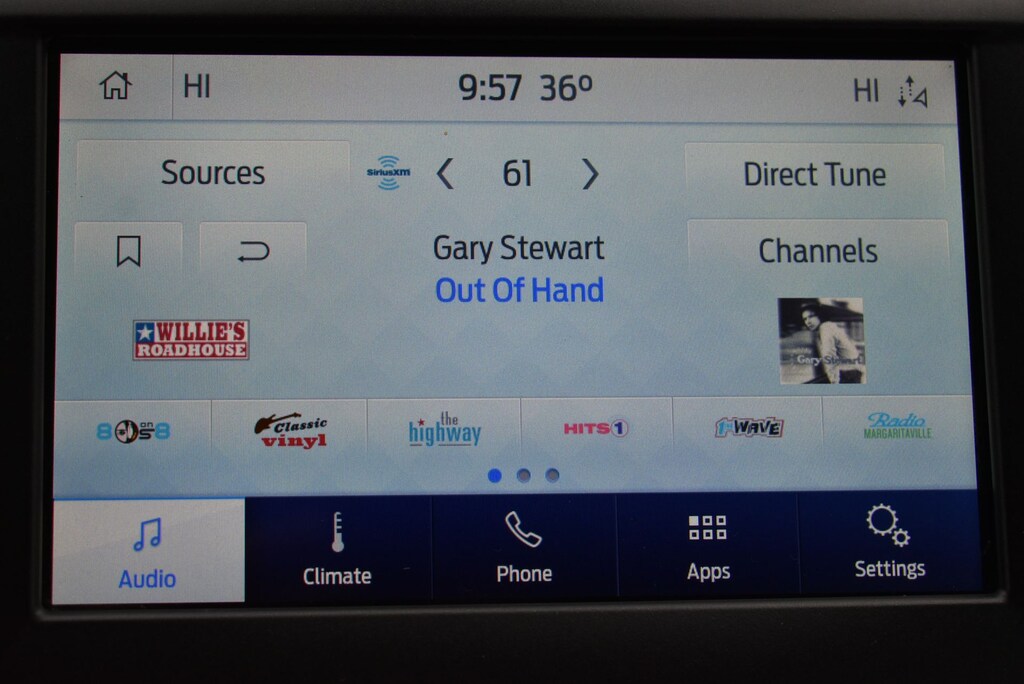 HI 9:57 36º HI
Sources
SiriusXM
61
Direct Tune
Gary Stewart
Out Of Hand
Channels
WILLIE'S
ROADHOUSE
Gary Stewart
80s on 8
Classic
vinyl
the
highway
HITS 1
1st WAVE
Radio
MARGARITAVILLE
Audio
Climate
Phone
Apps
Settings